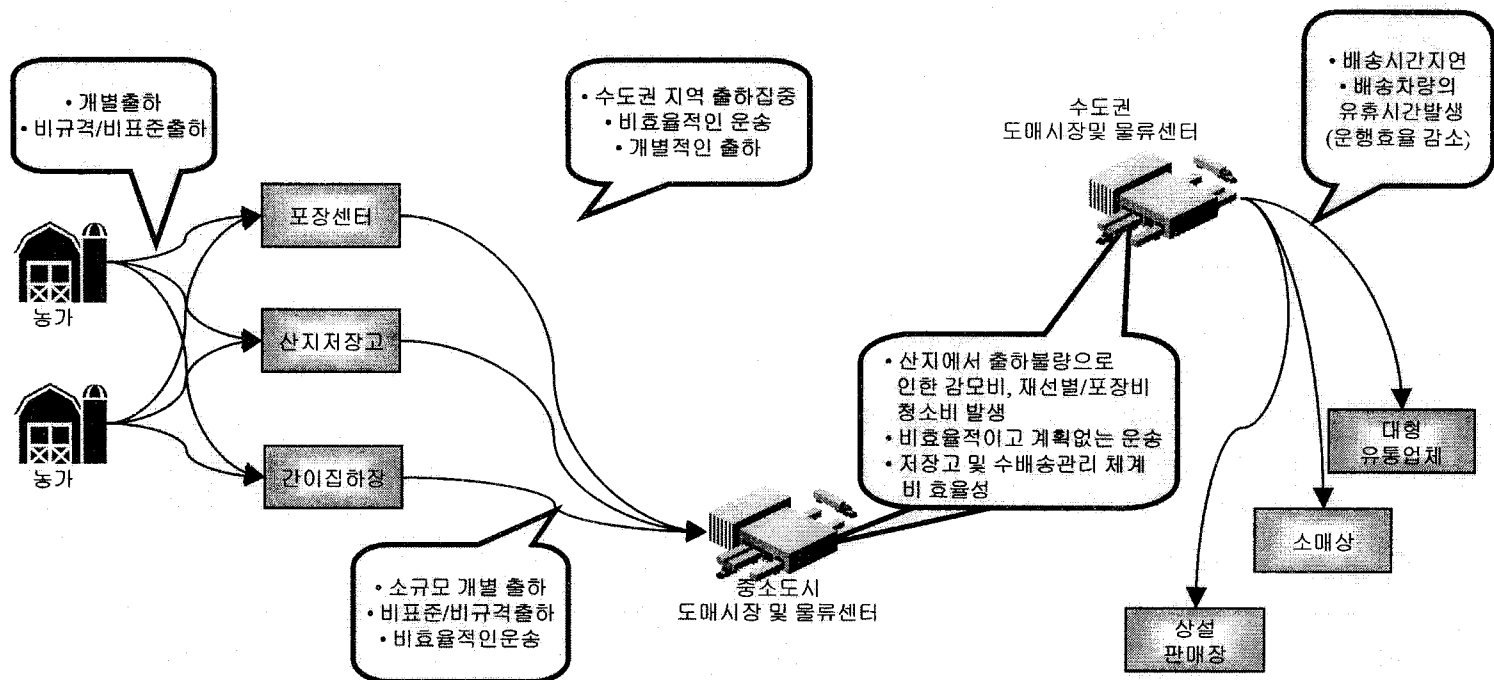 • 개별출하
• 비규격/비표준출하
• 수도권 지역 출하집중
• 비효율적인 운송
• 개별적인 출하
수도권
도매시장및 물류센터
• 배송시간지연
• 배송차량의
유휴시간발생
(운행효율 감소)
농가
농가
포장센터
산지저장고
간이집하장
• 소규모 개별 출하
• 비표준/비규격출하
• 비효율적인운송
중소도시
도매시장 및 물류센터
• 산지에서 출하불량으로
인한 감모비, 재선별/포장비
청소비 발생
• 비효율적이고 계획없는 운송
• 저장고 및 수배송관리 체계
비 효율성
대형
유통업체
소매상
상설
판매장